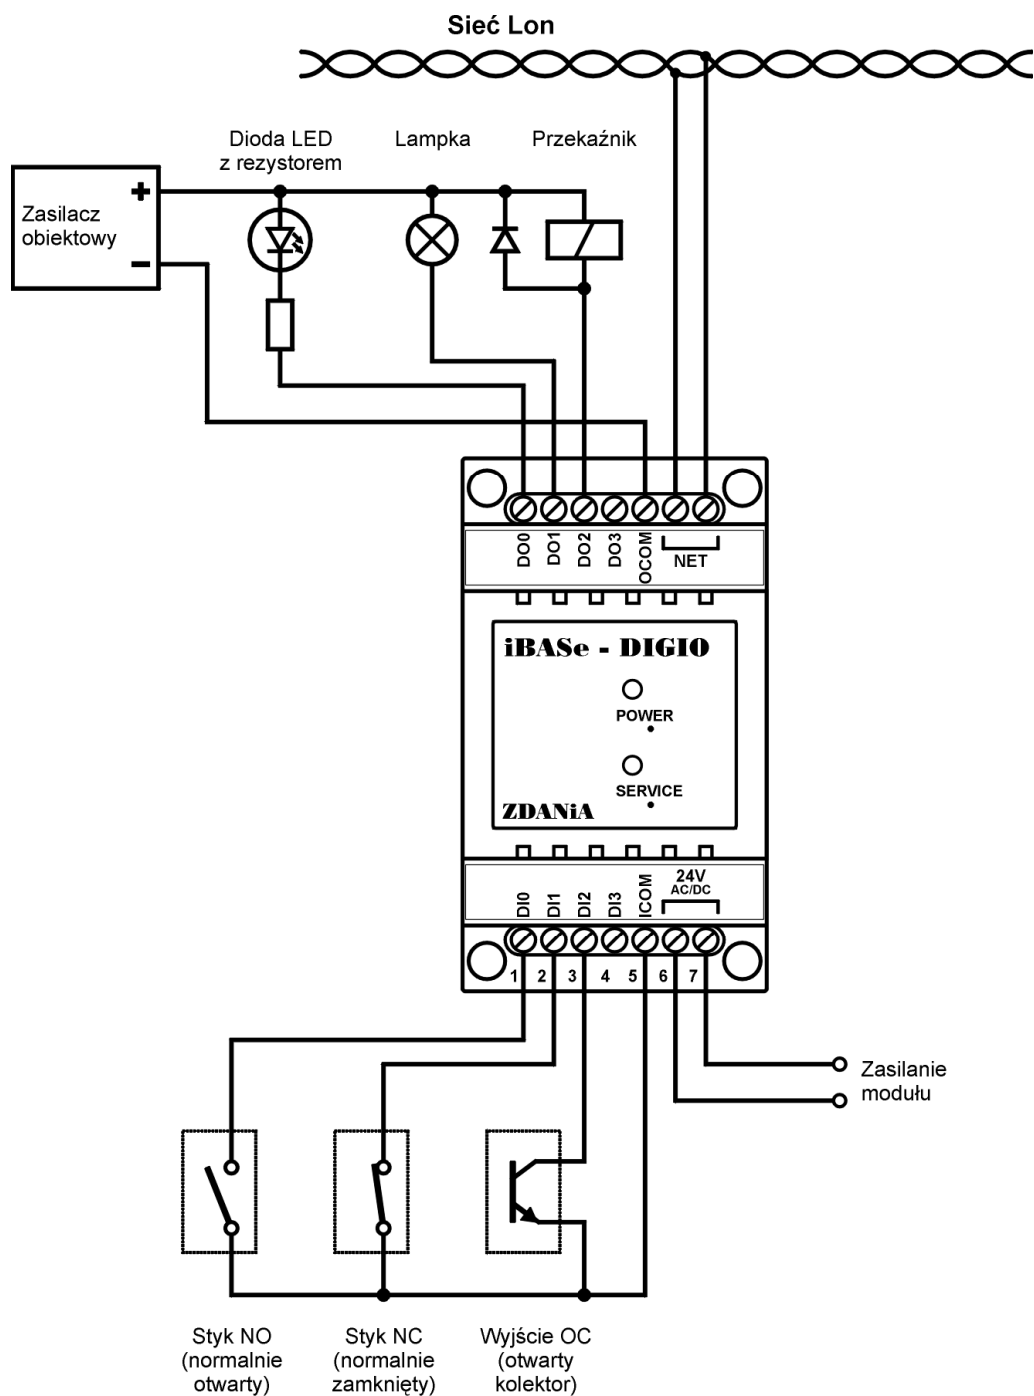 Sieć Lon
Dioda LED
z rezystorem
Lampka
Przekaźnik
Zasilacz
obiektowy
+
−
DO0
DO1
DO2
DO3
OCOM
NET
iBASe - DIGIO
POWER
SERVICE
ZDANiA
DI0
DI1
DI2
DI3
ICOM
24V
AC/DC
1 2 3 4 5 6 7
Zasilanie
modułu
Styk NO
(normalnie
otwarty)
Styk NC
(normalnie
zamknięty)
Wyjście OC
(otwarty
kolektor)